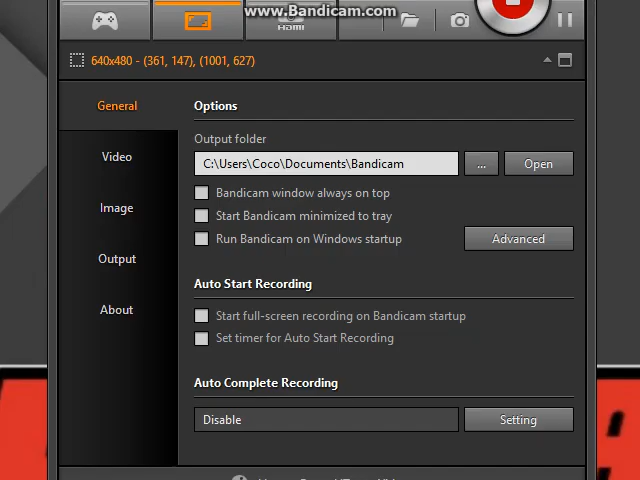 www.Bandicam.com
HDMI
640x480 - (361, 147), (1001, 627)
General
Options
Output folder
C:\Users\Coco\Documents\Bandicam
...
Open
Video
Bandicam window always on top
Image
Start Bandicam minimized to tray
Run Bandicam on Windows startup
Advanced
Output
Auto Start Recording
About
Start full-screen recording on Bandicam startup
Set timer for Auto Start Recording
Auto Complete Recording
Disable
Setting